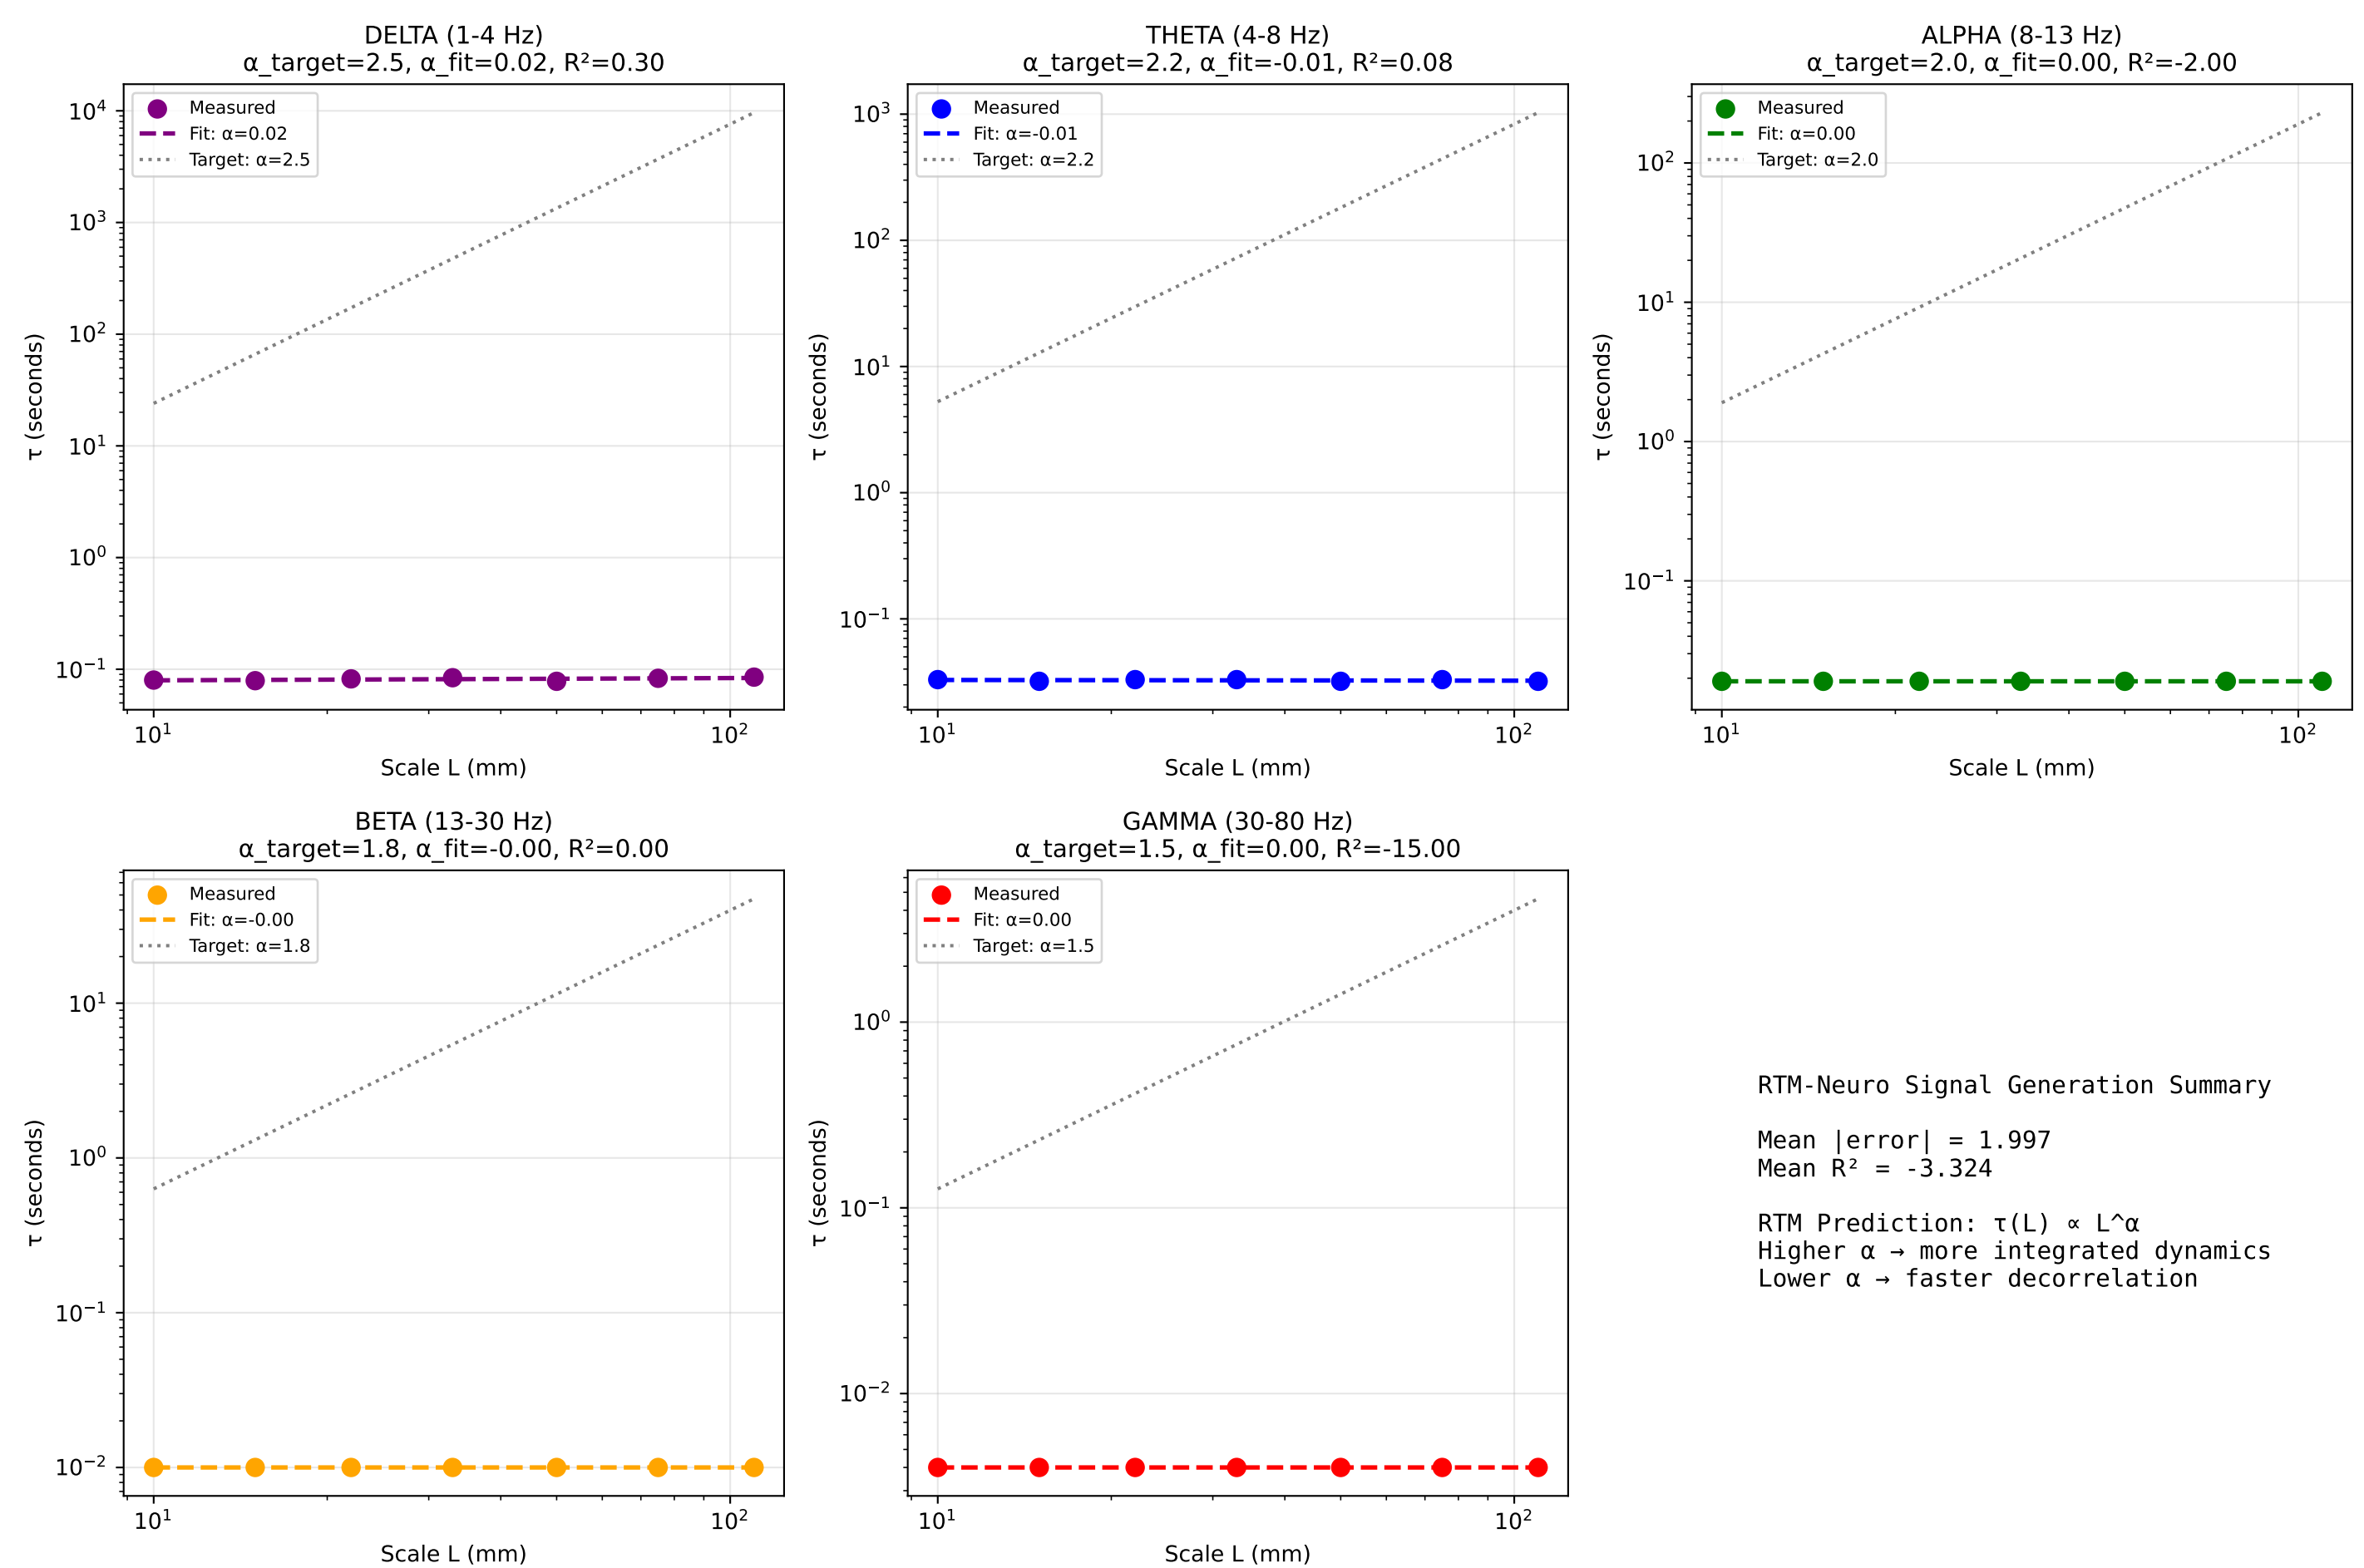 DELTA (1-4 Hz)
α_target=2.5, α_fit=0.02, R²=0.30
Measured
Fit: α=0.02
Target: α=2.5
10⁴
10³
10²
10¹
10⁰
10⁻¹
τ (seconds)
10¹ 10²
Scale L (mm)
THETA (4-8 Hz)
α_target=2.2, α_fit=-0.01, R²=0.08
Measured
Fit: α=-0.01
Target: α=2.2
10³
10²
10¹
10⁰
10⁻¹
τ (seconds)
10¹ 10²
Scale L (mm)
ALPHA (8-13 Hz)
α_target=2.0, α_fit=0.00, R²=-2.00
Measured
Fit: α=0.00
Target: α=2.0
10²
10¹
10⁰
10⁻¹
τ (seconds)
10¹ 10²
Scale L (mm)
BETA (13-30 Hz)
α_target=1.8, α_fit=-0.00, R²=0.00
Measured
Fit: α=-0.00
Target: α=1.8
10¹
10⁰
10⁻¹
10⁻²
τ (seconds)
10¹ 10²
Scale L (mm)
GAMMA (30-80 Hz)
α_target=1.5, α_fit=0.00, R²=-15.00
Measured
Fit: α=0.00
Target: α=1.5
10⁰
10⁻¹
10⁻²
τ (seconds)
10¹ 10²
Scale L (mm)
RTM-Neuro Signal Generation Summary
Mean |error| = 1.997
Mean R² = -3.324
RTM Prediction: τ(L) ∝ L^α
Higher α → more integrated dynamics
Lower α → faster decorrelation